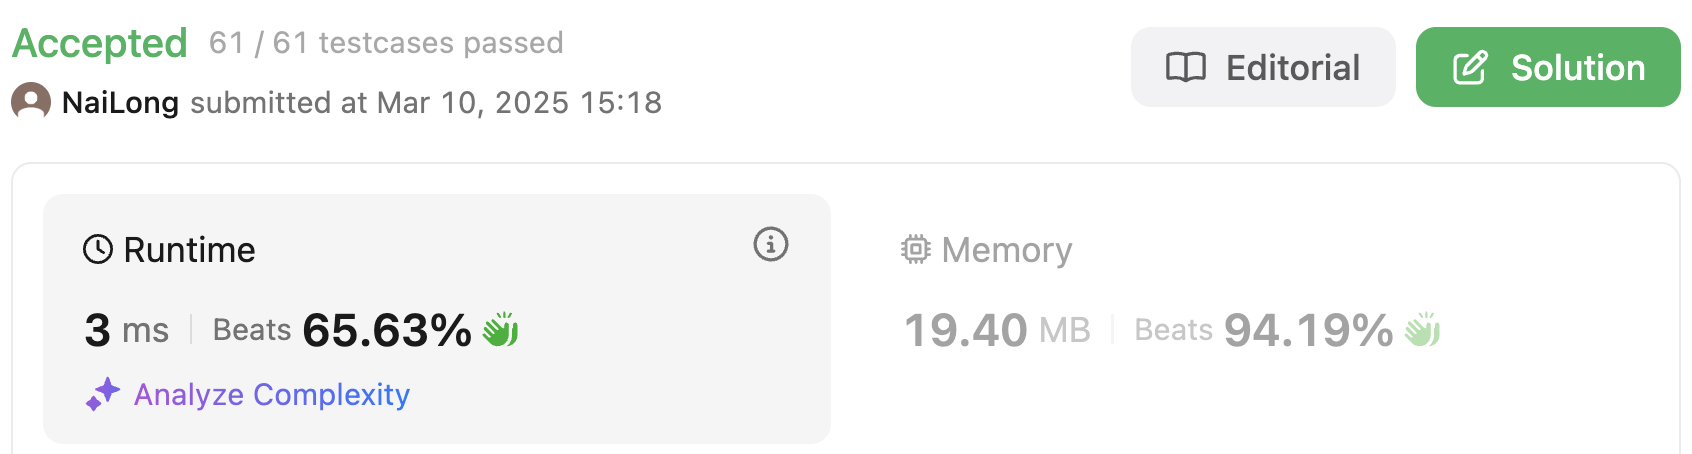 Accepted 61 / 61 testcases passed
NaiLong submitted at Mar 10, 2025 15:18
Editorial
Solution
Runtime
3 ms Beats 65.63%
Analyze Complexity
Memory
19.40 MB Beats 94.19%